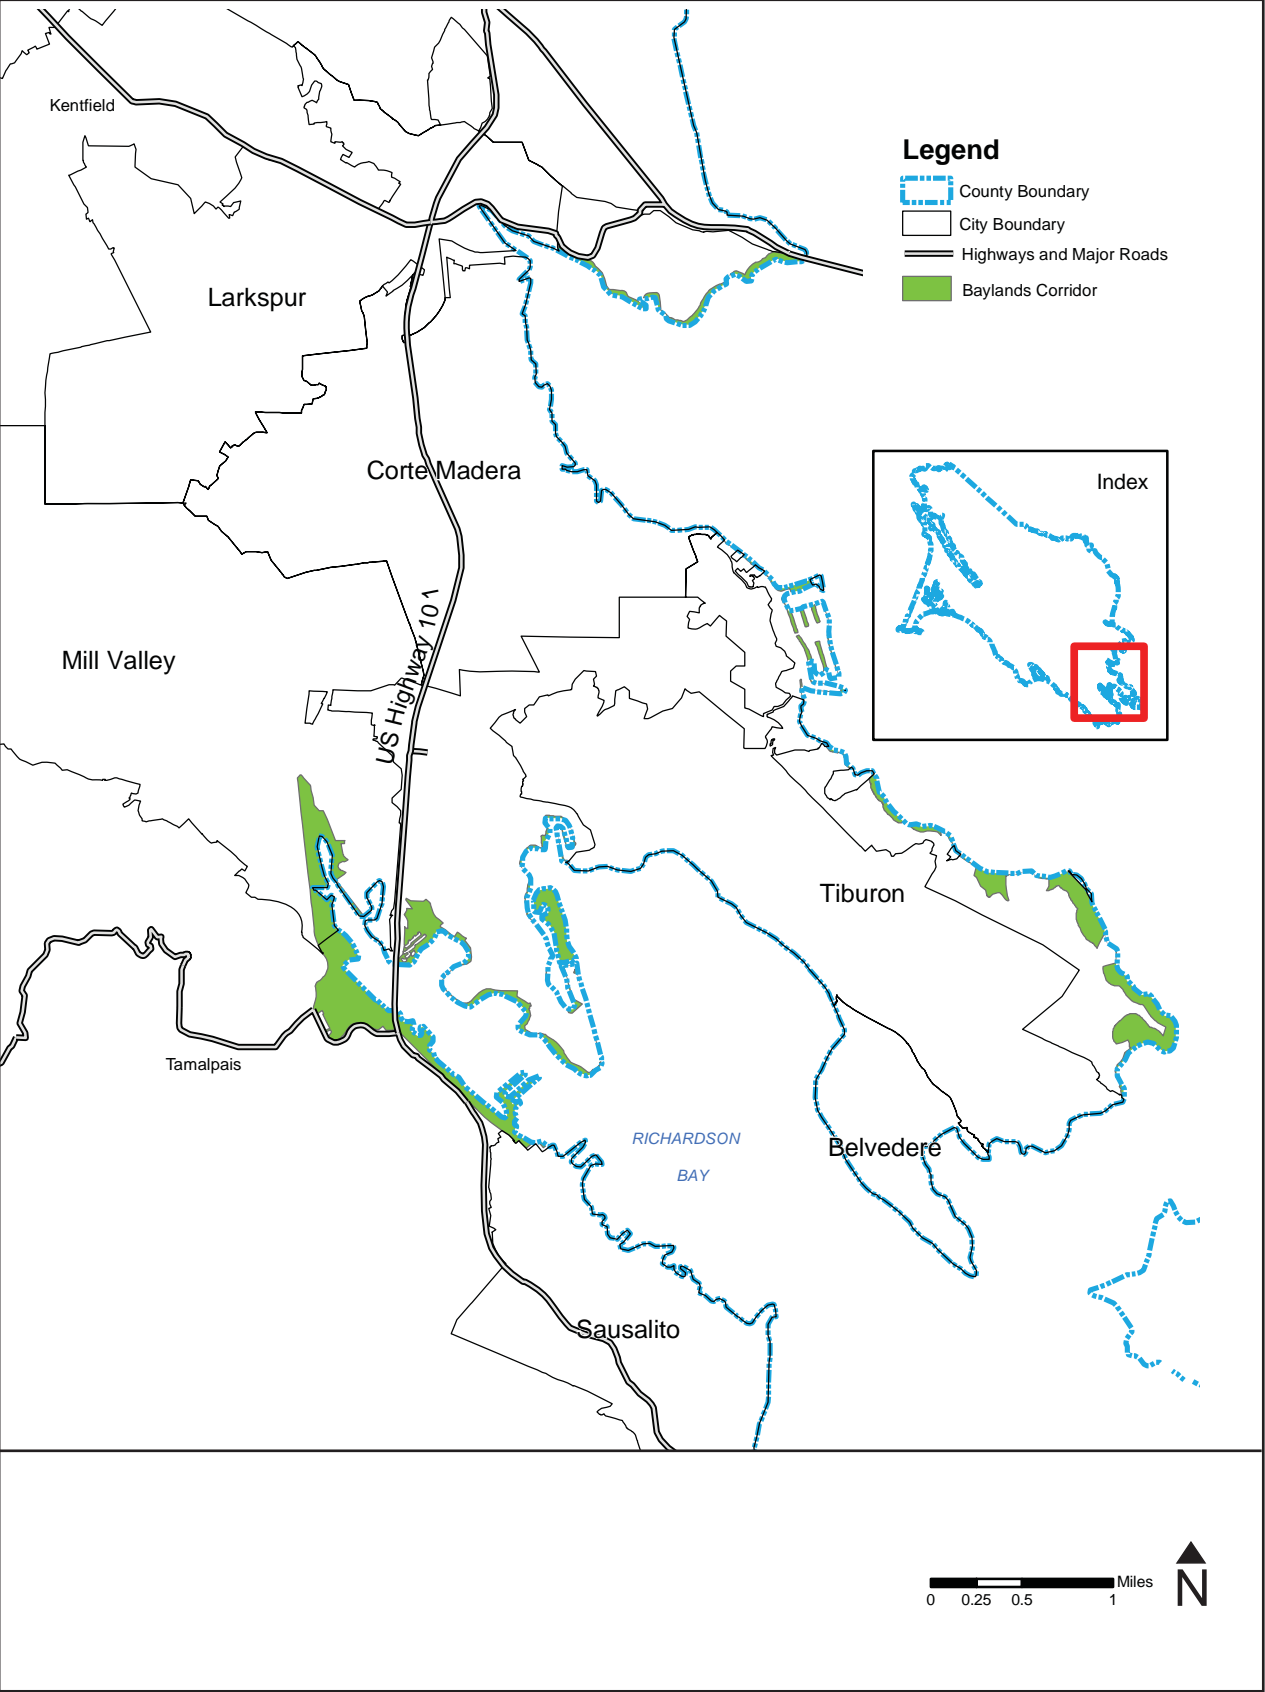 Kentfield
Legend
County Boundary
City Boundary
Highways and Major Roads
Baylands Corridor
Larkspur
Corte Madera
Index
US Highway 101
Mill Valley
Tiburon
Tamalpais
RICHARDSON
BAY
Belvedere
Sausalito
Miles
0 0.25 0.5 1
N